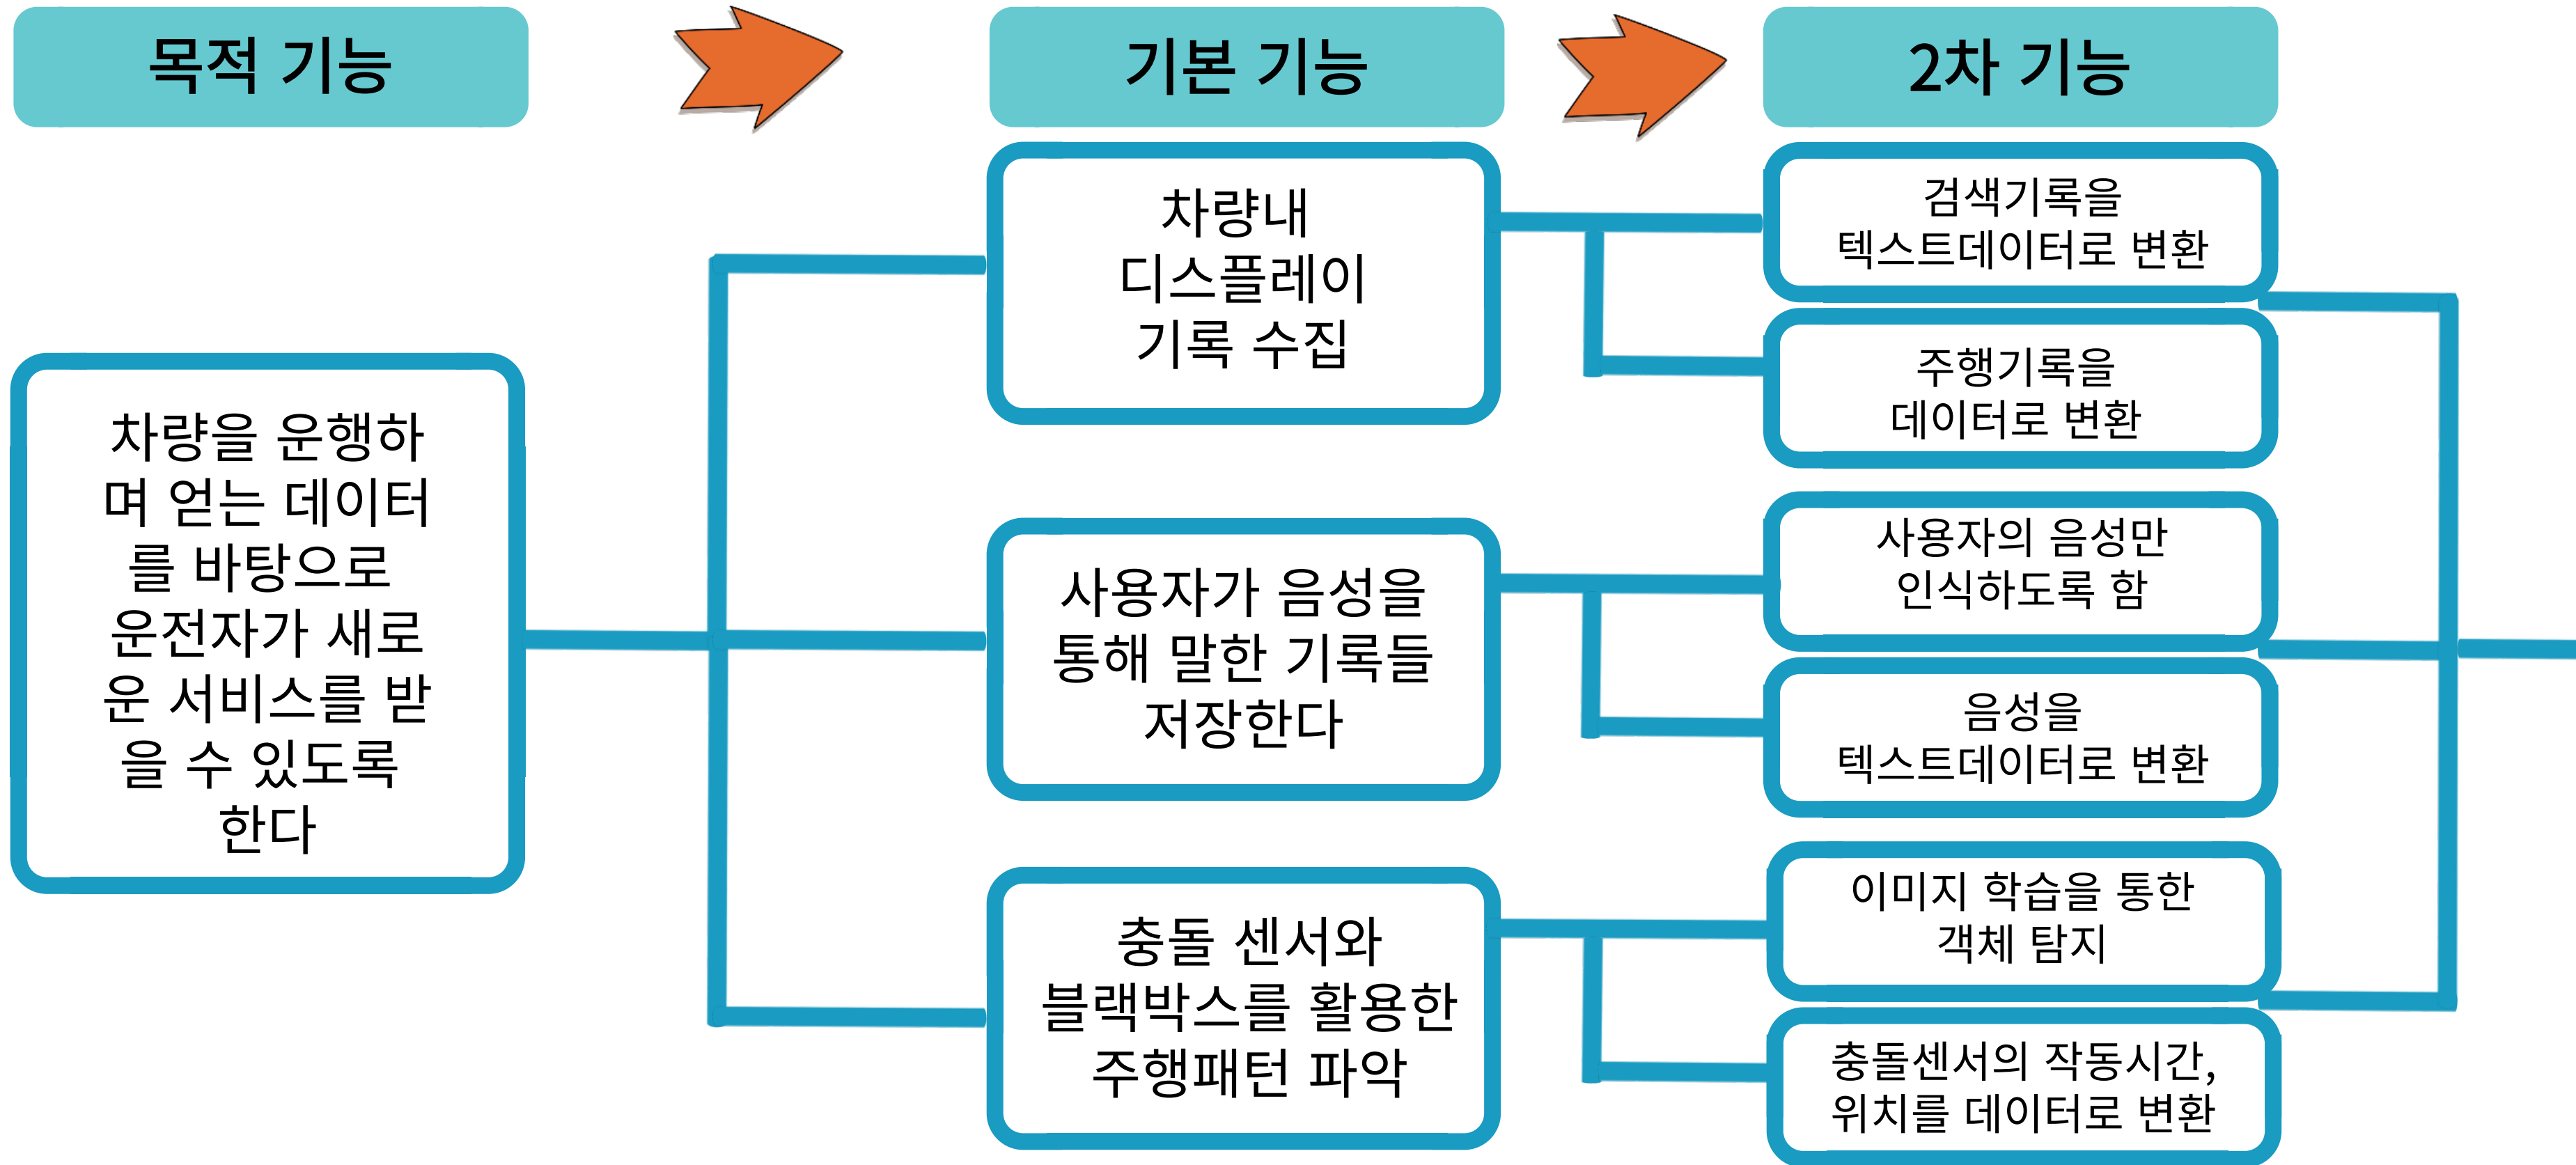 목적 기능
기본 기능
2차 기능
차량을 운행하
며 얻는 데이터
를 바탕으로
운전자가 새로
운 서비스를 받
을 수 있도록
한다
차량내
디스플레이
기록 수집
사용자가 음성을
통해 말한 기록들
저장한다
충돌 센서와
블랙박스를 활용한
주행패턴 파악
검색기록을
텍스트데이터로 변환
주행기록을
데이터로 변환
사용자의 음성만
인식하도록 함
음성을
텍스트데이터로 변환
이미지 학습을 통한
객체 탐지
충돌센서의 작동시간,
위치를 데이터로 변환